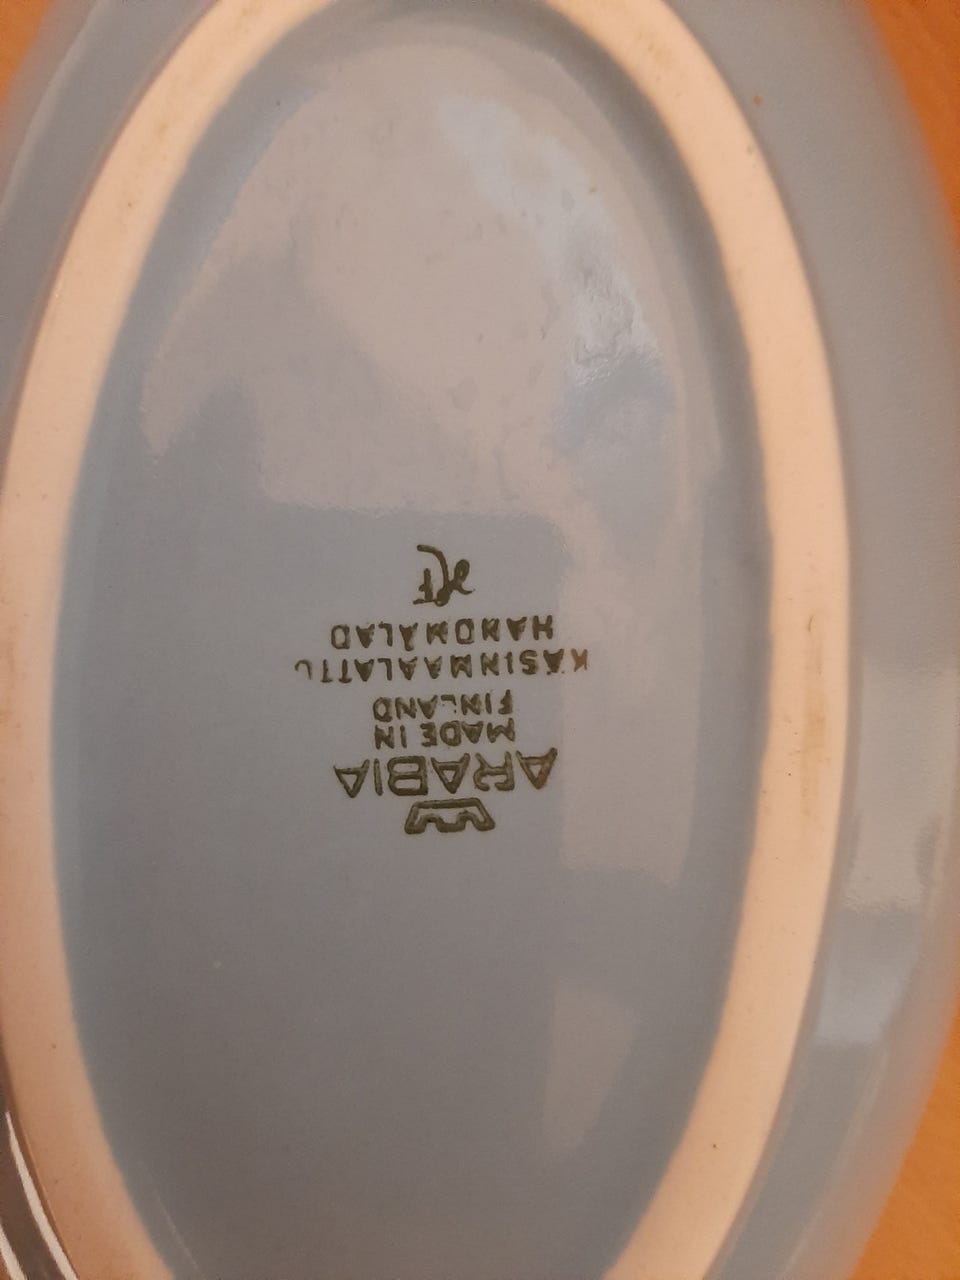 ARABIA
MADE IN
FINLAND
KÄSINMAALATTU
HANDMÅLAD